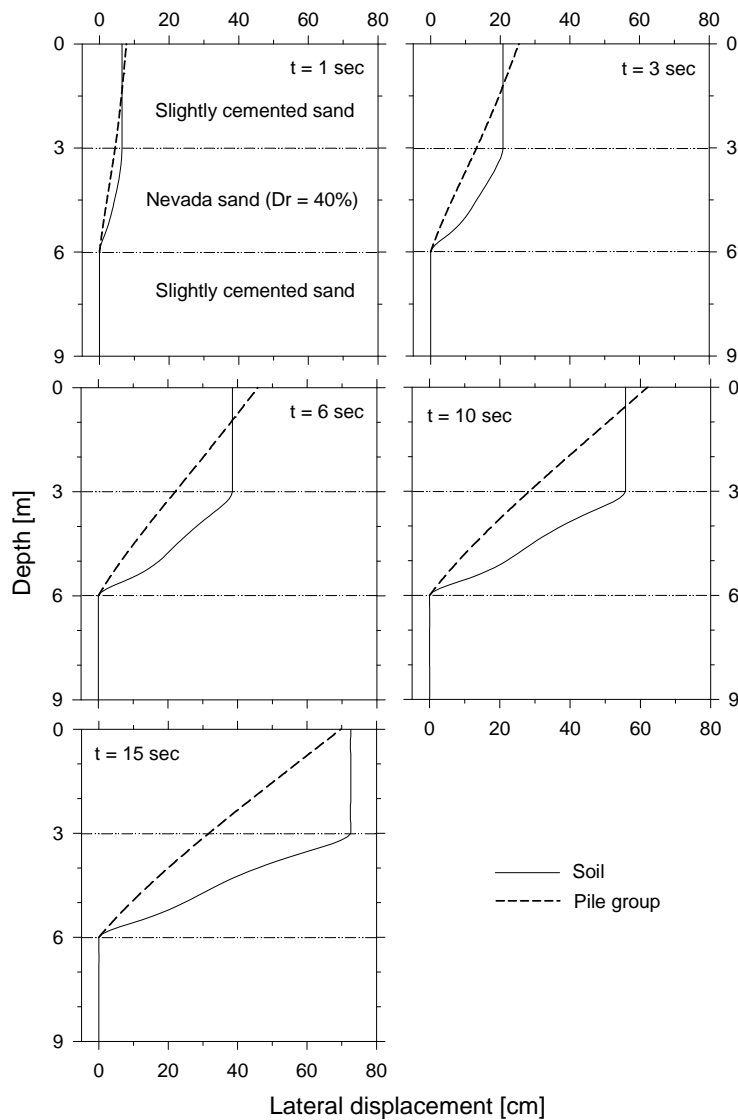 0 20 40 60 80
0 20 40 60 80
0
t = 1 sec
Slightly cemented sand
3
Nevada sand (Dr = 40%)
6
Slightly cemented sand
9
t = 3 sec
0
3
6
9
0
t = 6 sec
3
6
9
t = 10 sec
0
3
6
9
0 20 40 60 80
Depth [m]
0
t = 15 sec
3
6
9
0 20 40 60 80
Soil
Pile group
Lateral displacement [cm]